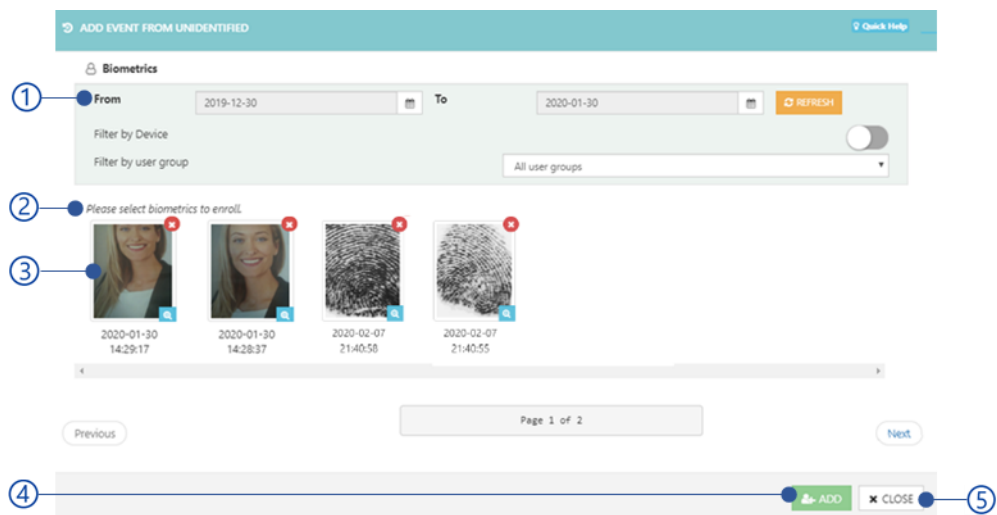 ADD EVENT FROM UNIDENTIFIED
Quick Help
Biometrics
1
From
2019-12-30
To
2020-01-30
REFRESH
Filter by Device
Filter by user group
All user groups
2
Please select biometrics to enroll.
3
2020-01-30
14:29:17
2020-01-30
14:28:37
2020-02-07
21:40:58
2020-02-07
21:40:55
Page 1 of 2
Previous
Next
4
ADD
CLOSE
5